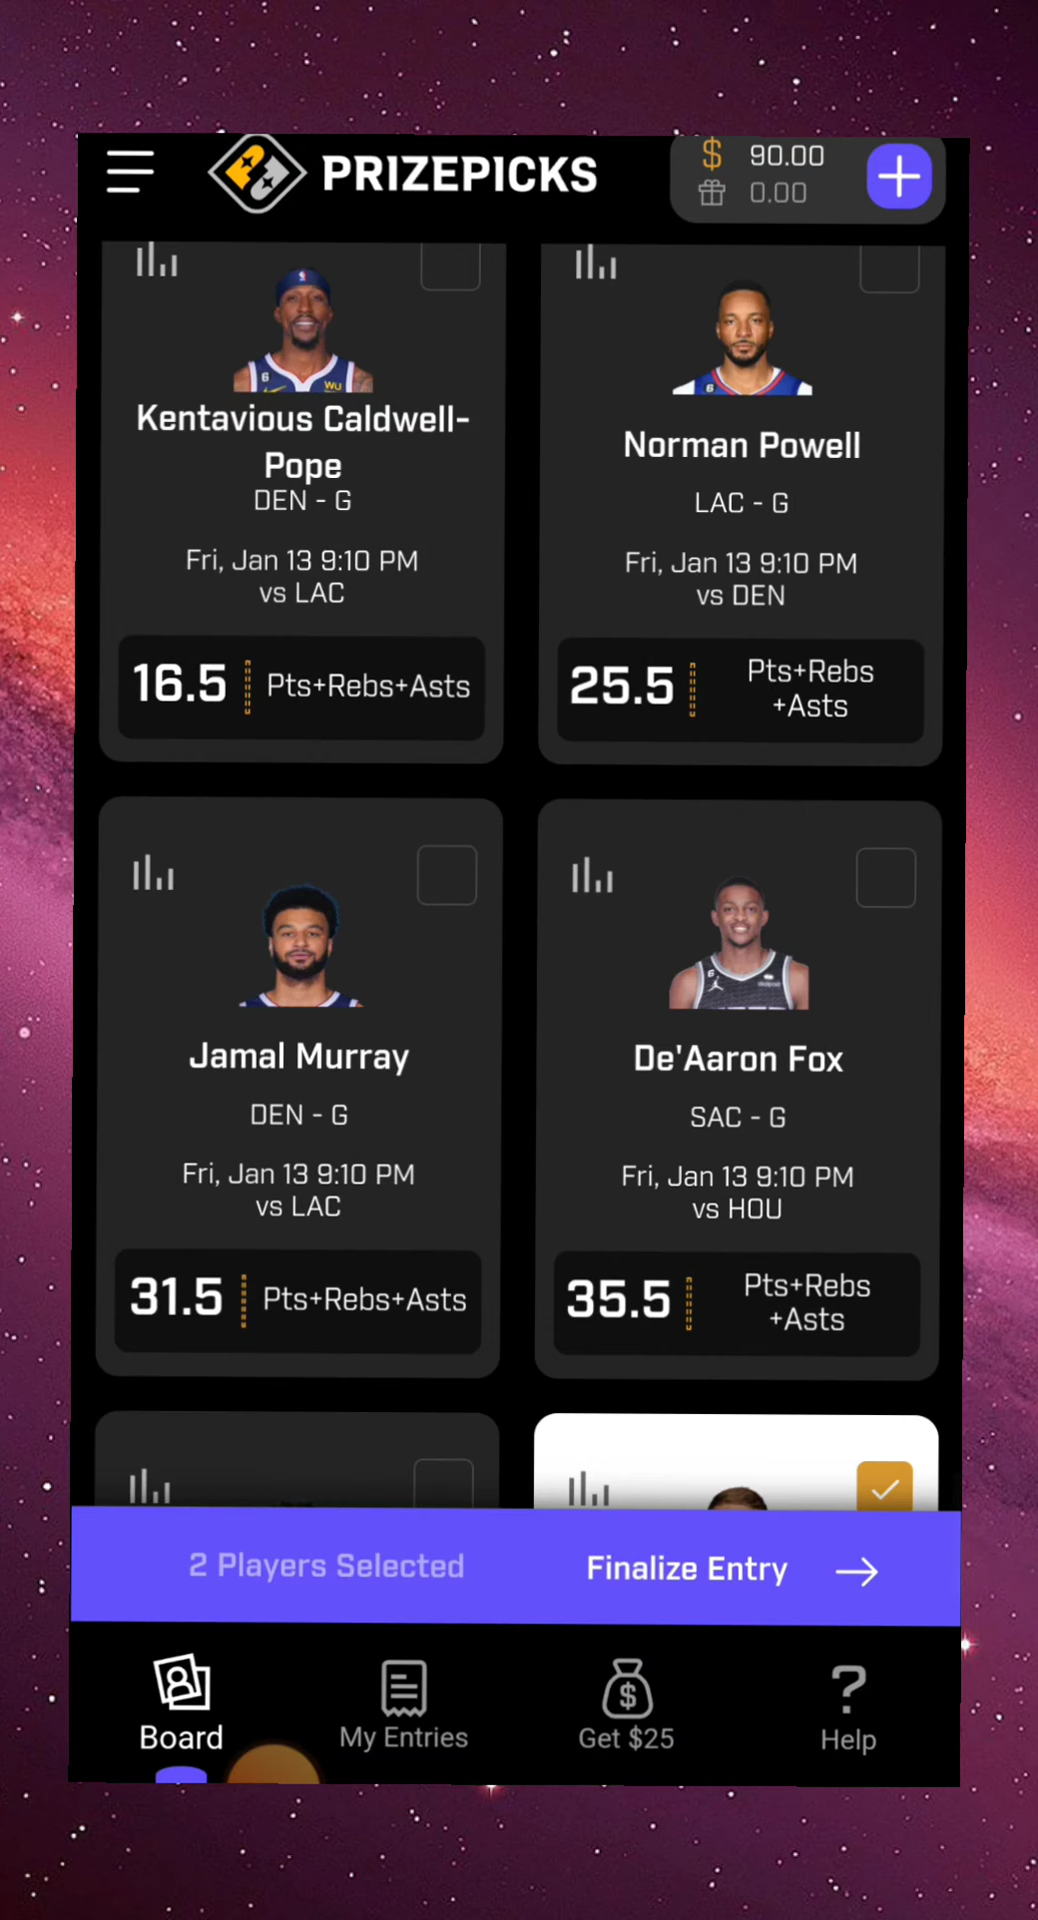 PRIZEPICKS
$ 90.00
0.00
Kentavious Caldwell-
Pope
DEN - G
Fri, Jan 13 9:10 PM
vs LAC
16.5 Pts+Rebs+Asts
Norman Powell
LAC - G
Fri, Jan 13 9:10 PM
vs DEN
25.5 Pts+Rebs
+Asts
Jamal Murray
DEN - G
Fri, Jan 13 9:10 PM
vs LAC
31.5 Pts+Rebs+Asts
De'Aaron Fox
SAC - G
Fri, Jan 13 9:10 PM
vs HOU
35.5 Pts+Rebs
+Asts
2 Players Selected
Finalize Entry
Board
My Entries
Get $25
Help